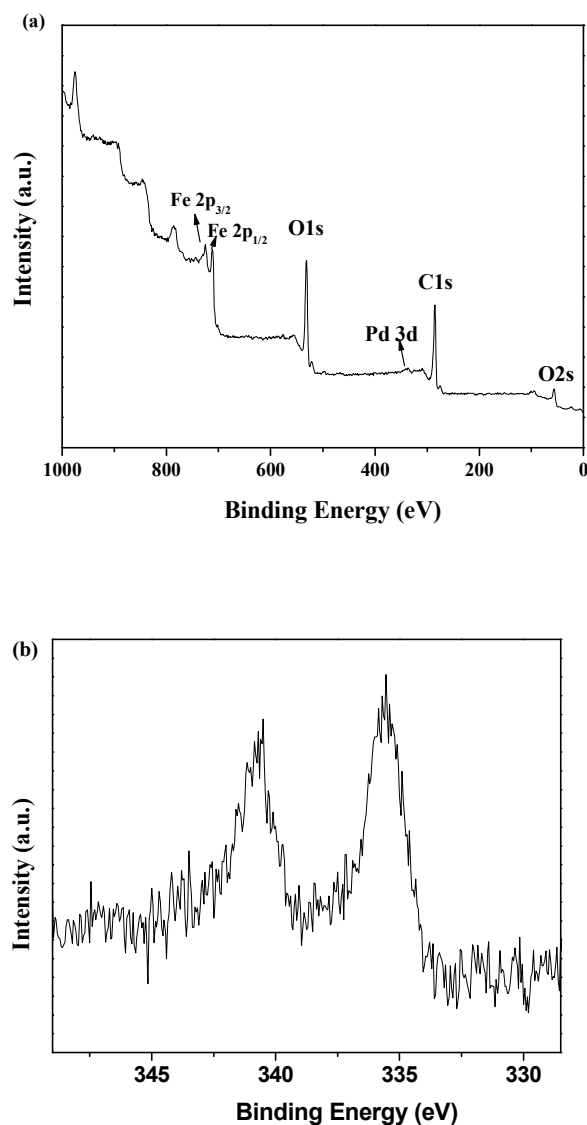 (a)
Intensity (a.u.)
Fe 2p3/2
Fe 2p1/2
O1s
Pd 3d
C1s
O2s
1000 800 600 400 200 0
Binding Energy (eV)
(b)
Intensity (a.u.)
345 340 335 330
Binding Energy (eV)